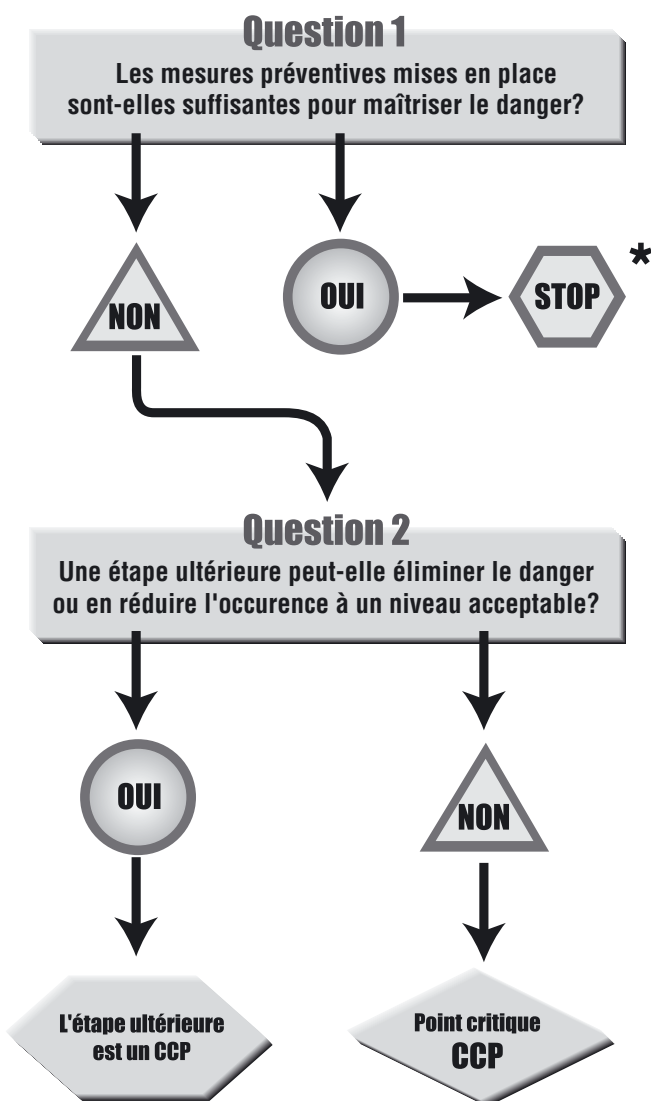 Question 1
Les mesures préventives mises en place
sont-elles suffisantes pour maîtriser le danger?
NON
OUI
STOP
*
Question 2
Une étape ultérieure peut-elle éliminer le danger
ou en réduire l'occurence à un niveau acceptable?
OUI
NON
L'étape ultérieure
est un CCP
Point critique
CCP